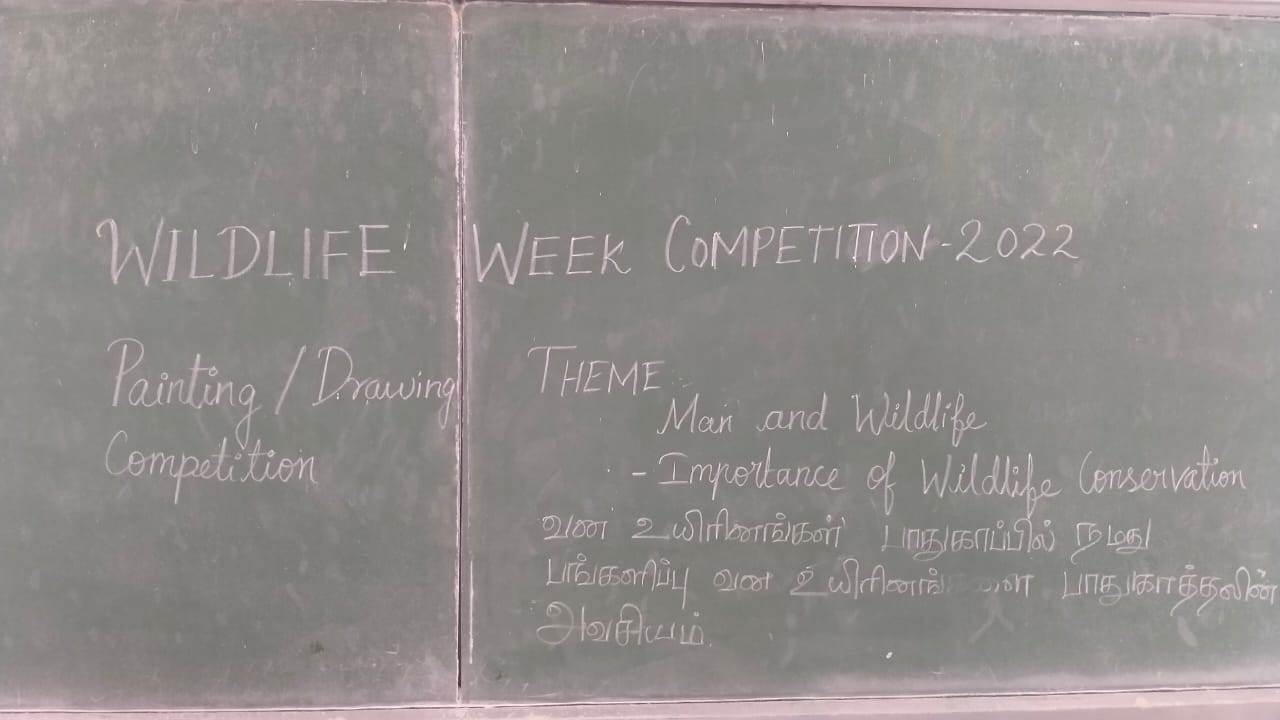 WILDLIFE WEEK COMPETITION-2022
Painting / Drawing
Competition
THEME
Man and Wildlife
- Importance of Wildlife Conservation
வன உயிரினங்கள் பாதுகாப்பில் நமது
பங்களிப்பு வன உயிரினங்களை பாதுகாத்தலின்
அவசியம்.